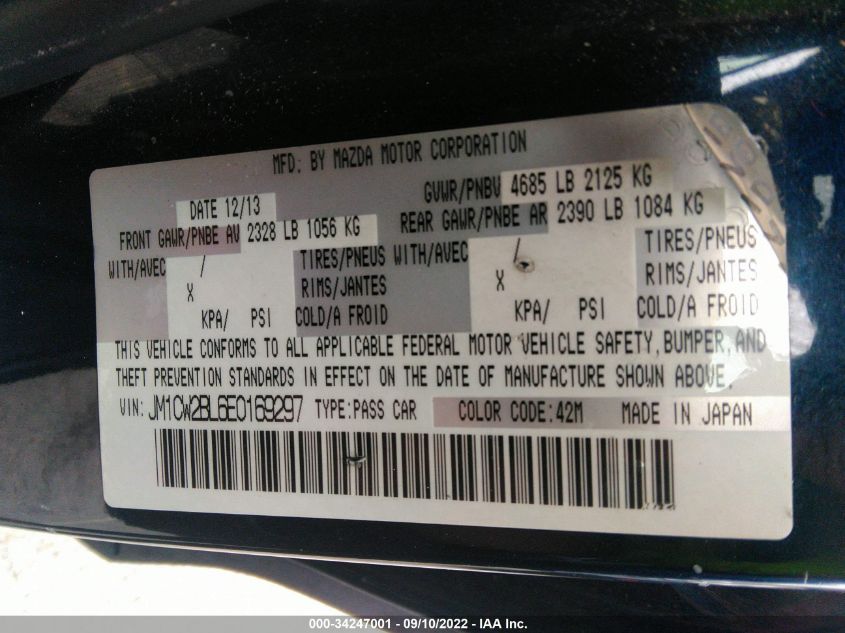 MFD: BY MAZDA MOTOR CORPORATION
DATE 12/13
GVWR/PNBV 4685 LB 2125 KG
FRONT GAWR/PNBE AV 2328 LB 1056 KG
REAR GAWR/PNBE AR 2390 LB 1084 KG
WITH/AVEC / TIRES/PNEUS WITH/AVEC / TIRES/PNEUS
X RIMS/JANTES X RIMS/JANTES
KPA/ PSI COLD/A FROID KPA/ PSI COLD/A FROID
THIS VEHICLE CONFORMS TO ALL APPLICABLE FEDERAL MOTOR VEHICLE SAFETY, BUMPER, AND
THEFT PREVENTION STANDARDS IN EFFECT ON THE DATE OF MANUFACTURE SHOWN ABOVE.
VIN: JM1CW2BL6E0169297 TYPE:PASS CAR COLOR CODE:42M MADE IN JAPAN
000-34247001 - 09/10/2022 - IAA Inc.